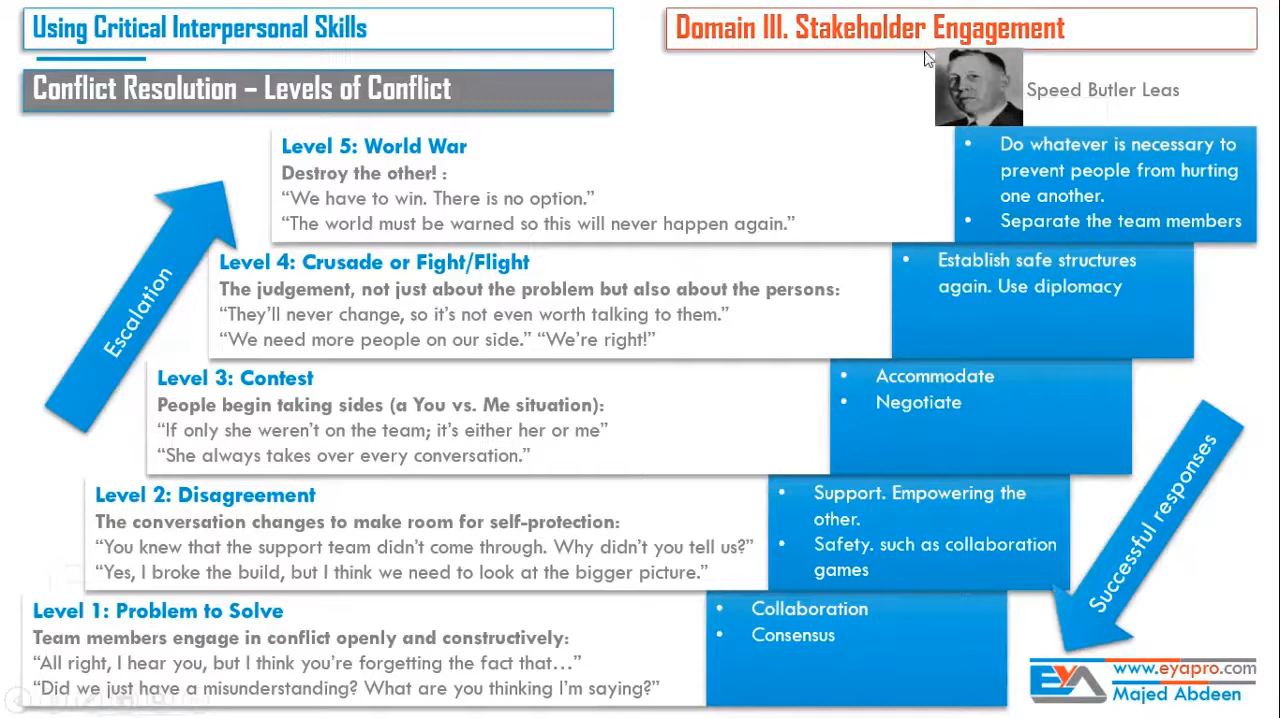 Using Critical Interpersonal Skills
Domain III. Stakeholder Engagement
Conflict Resolution – Levels of Conflict
Speed Butler Leas
Level 5: World War
Destroy the other! :
“We have to win. There is no option.”
“The world must be warned so this will never happen again.”
• Do whatever is necessary to
prevent people from hurting
one another.
• Separate the team members
Escalation
Level 4: Crusade or Fight/Flight
The judgement, not just about the problem but also about the persons:
“They’ll never change, so it’s not even worth talking to them.”
“We need more people on our side.” “We’re right!”
• Establish safe structures
again. Use diplomacy
Level 3: Contest
People begin taking sides (a You vs. Me situation):
“If only she weren’t on the team; it’s either her or me”
“She always takes over every conversation.”
• Accommodate
• Negotiate
Level 2: Disagreement
The conversation changes to make room for self-protection:
“You knew that the support team didn’t come through. Why didn’t you tell us?”
“Yes, I broke the build, but I think we need to look at the bigger picture.”
• Support. Empowering the
other.
• Safety. such as collaboration
games
Successful responses
Level 1: Problem to Solve
Team members engage in conflict openly and constructively:
“All right, I hear you, but I think you’re forgetting the fact that…”
“Did we just have a misunderstanding? What are you thinking I’m saying?”
• Collaboration
• Consensus
EYA
www.eyapro.com
Majed Abdeen